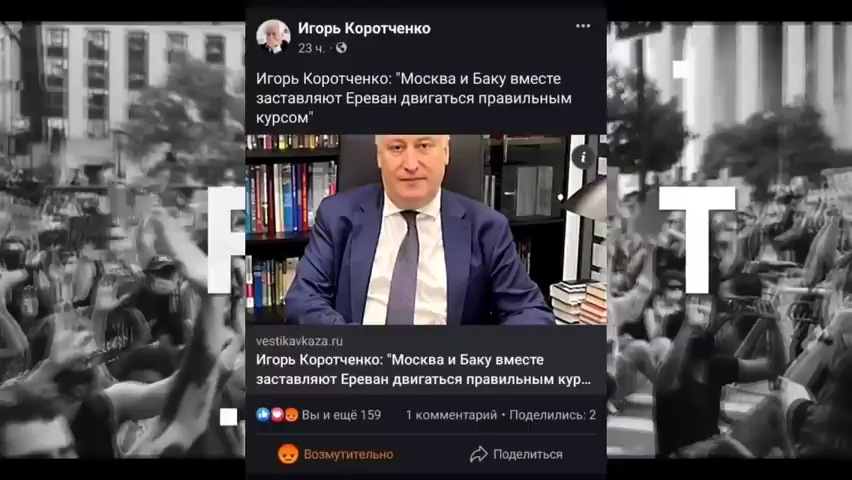 Игорь Коротченко
23 ч.
Игорь Коротченко: "Москва и Баку вместе
заставляют Ереван двигаться правильным
курсом"
vestikavkaza.ru
Игорь Коротченко: "Москва и Баку вместе
заставляют Ереван двигаться правильным кур...
Вы и ещё 159
1 комментарий • Поделились: 2
Возмутительно
Поделиться
T